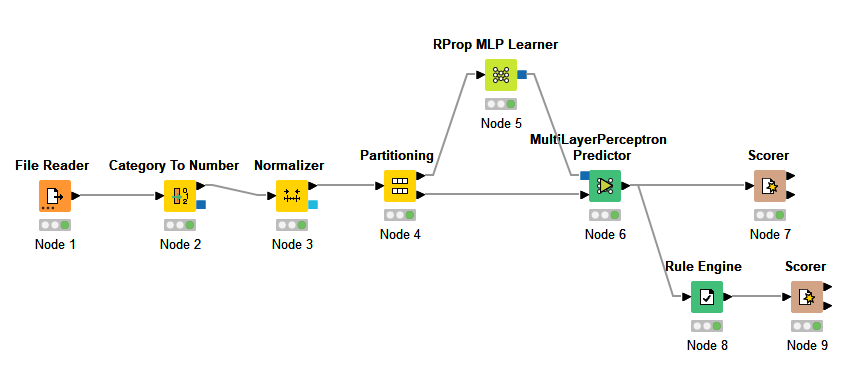 RProp MLP Learner
Node 5
File Reader
Node 1
Category To Number
Node 2
Normalizer
Node 3
Partitioning
Node 4
MultiLayerPerceptron
Predictor
Node 6
Scorer
Node 7
Rule Engine
Node 8
Scorer
Node 9